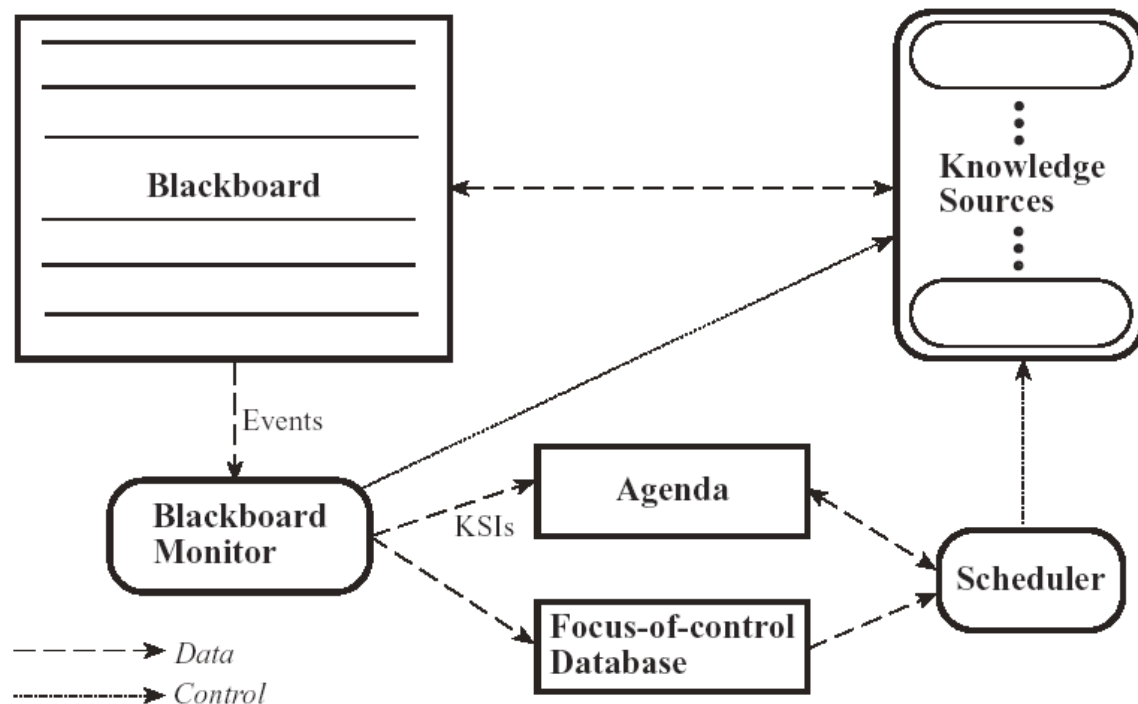 Blackboard
Knowledge
Sources
Events
Blackboard
Monitor
KSIs
Agenda
Scheduler
Focus-of-control
Database
Data
Control